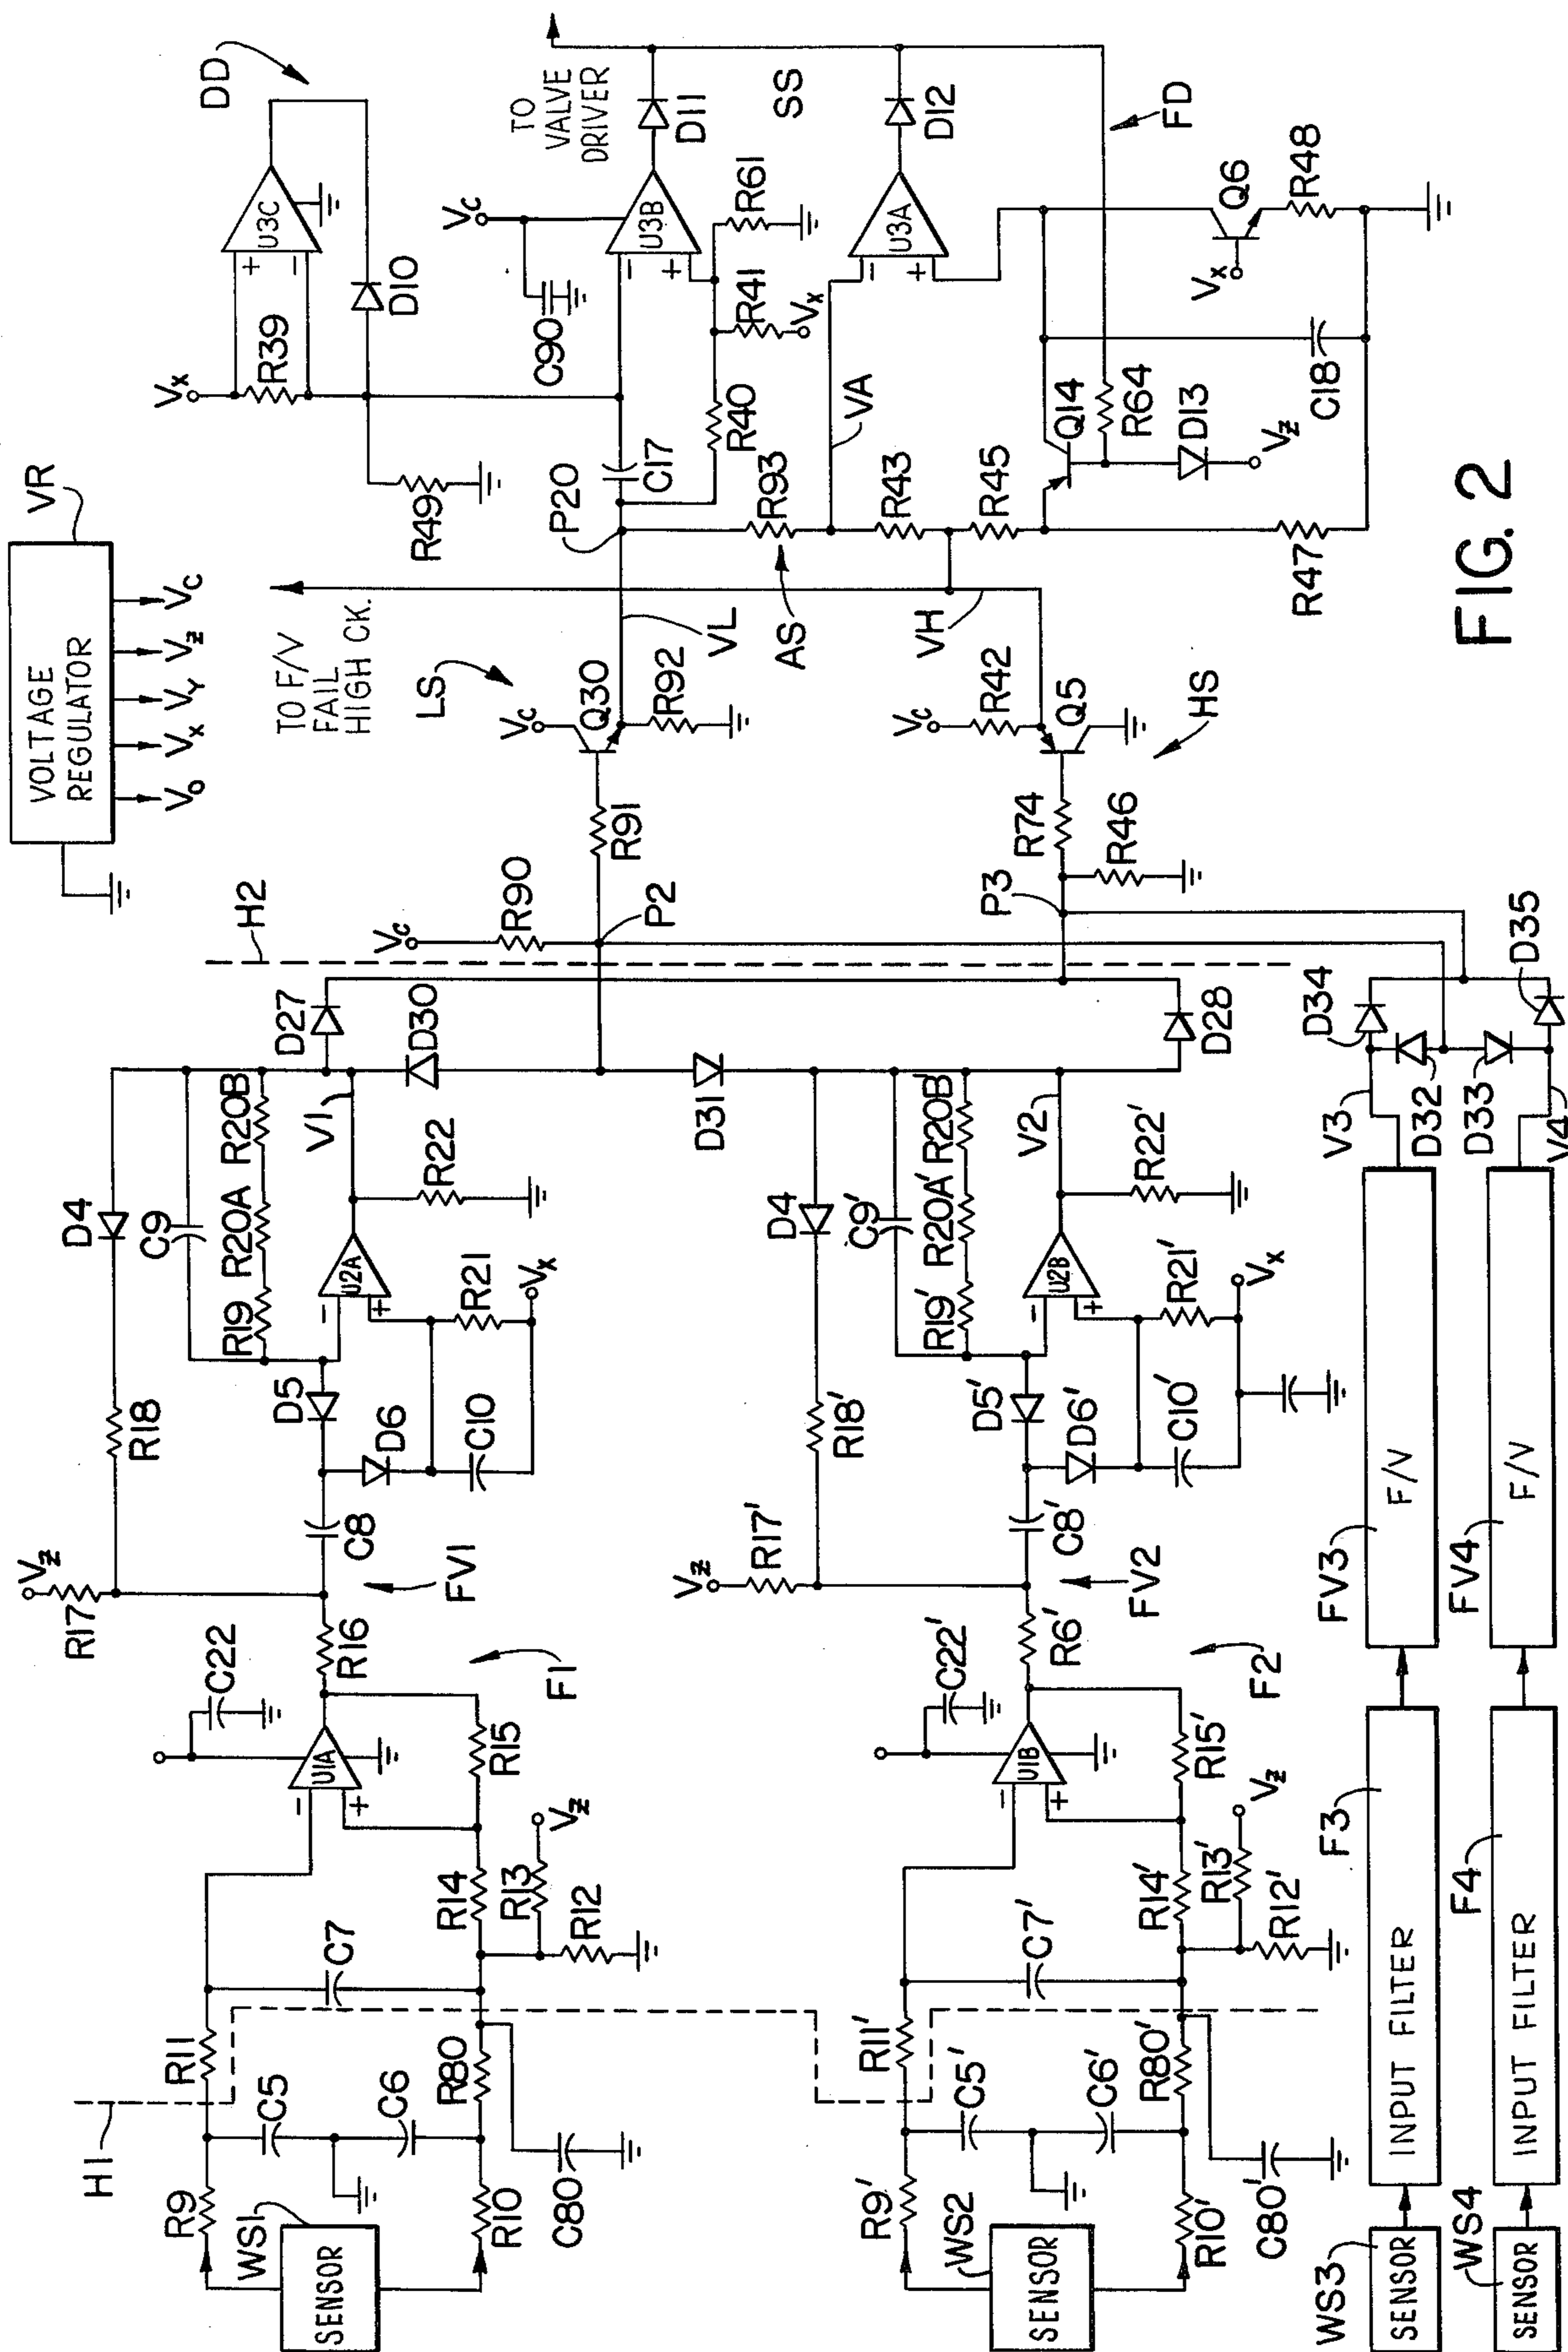 VOLTAGE
REGULATOR
VR
V0
Vx
VY
Vz
Vc
H1
R9
WS1
SENSOR
R10
R11
C5
C6
R80
C80
C7
R14
R13
Vz
R12
U1A
-
+
R15
C22
F1
R16
R17
Vz
FV1
C8
R18
D4
D5
D6
C10
C9
R19
R20A
R20B
U2A
-
+
R21
Vx
V1
R22
D27
D30
D31
D28
H2
R9'
WS2
SENSOR
R10'
R11'
C5'
C6'
R80'
C80'
C7'
R14'
R13'
Vz
R12'
U1B
-
+
R15'
C22'
F2
R6'
R17'
Vz
FV2
C8'
R18'
D4
D5'
D6'
C10'
C9'
R19'
R20A'
R20B'
U2B
-
+
R21'
Vx
V2
R22'
WS3
SENSOR
F3
INPUT FILTER
FV3
F/V
V3
D34
D32
WS4
SENSOR
F4
INPUT FILTER
FV4
F/V
V4
D33
D35
Vc
R90
P2
R91
LS
Vc
Q30
R92
VL
P3
R46
R74
HS
Vc
R42
Q5
VH
TO F/V
FAIL
HIGH CK.
AS
P20
R93
R43
R45
R47
R49
C17
R40
VA
Vx
R39
D10
+
-
U3C
DD
Vc
C90
U3B
-
+
R41
Vx
R61
D11
TO
VALVE
DRIVER
SS
U3A
-
+
D12
FD
Q14
R64
D13
Vz
C18
Vx
Q6
R48
FIG. 2